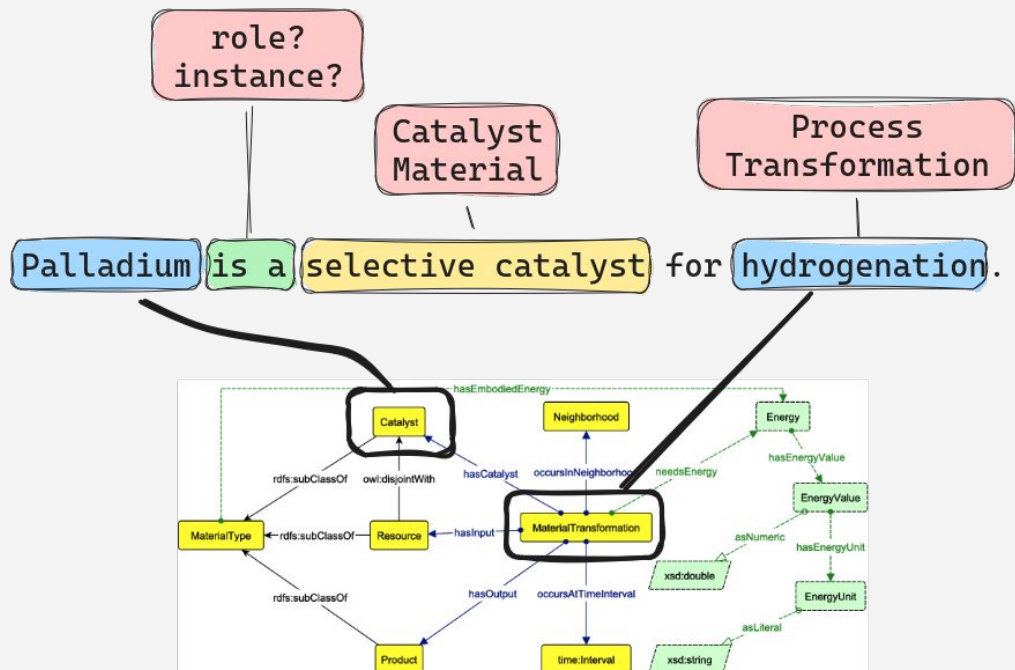 role?
instance?
Catalyst
Material
Process
Transformation
Palladium is a selective catalyst for hydrogenation.
hasEmbodiedEnergy
Catalyst
Neighborhood
Energy
hasEnergyValue
rdfs:subClassOf
owl:disjointWith
hasCatalyst
occursInNeighborhood
needsEnergy
EnergyValue
MaterialType
rdfs:subClassOf
Resource
hasInput
MaterialTransformation
asNumeric
hasEnergyUnit
xsd:double
rdfs:subClassOf
hasOutput
occursAtTimeInterval
EnergyUnit
asLiteral
Product
time:Interval
xsd:string